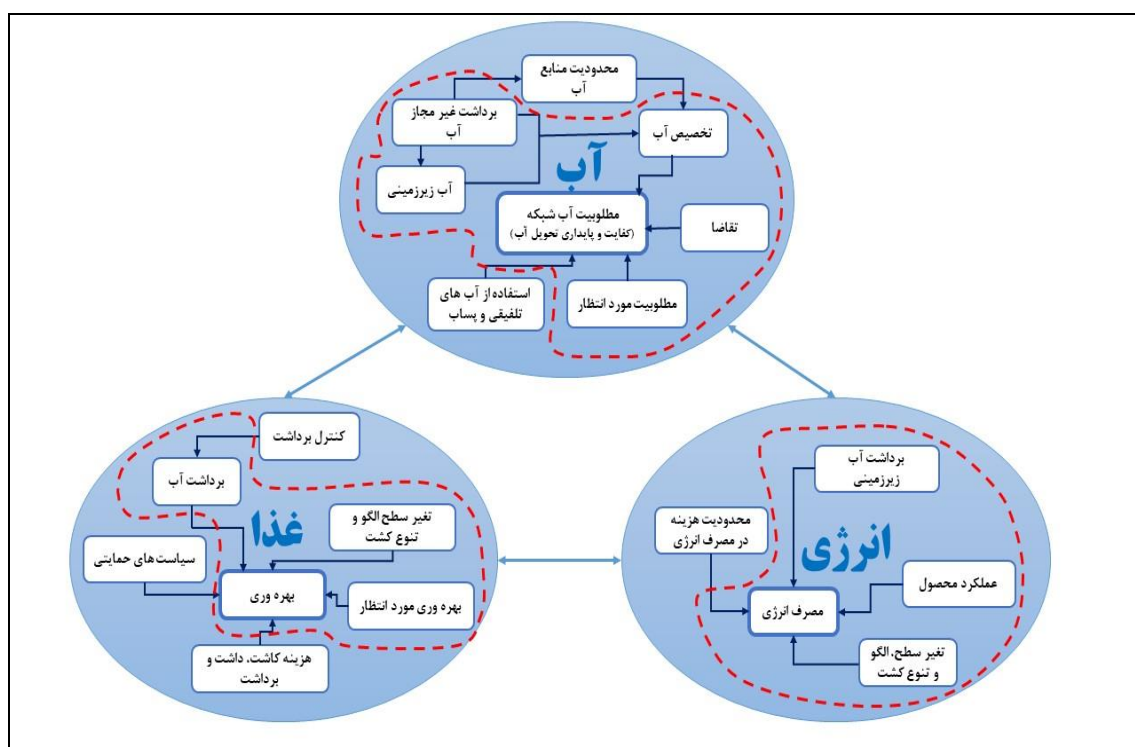 محدودیت منابع
آب
برداشت غیر مجاز
آب
تخصیص آب
آب
آب زیرزمینی
مطلوبیت آب شبکه
(کفایت و پایداری تحویل آب)
تقاضا
استفاده از آب های
تلفیقی و پساب
مطلوبیت مورد انتظار
کنترل برداشت
برداشت آب
غذا
تغیر سطح الگو و
تنوع کشت
سیاست‌های حمایتی
بهره وری
بهره وری مورد انتظار
هزینه کاشت، داشت و
برداشت
برداشت آب
زیرزمینی
محدودیت هزینه
در مصرف انرژی
انرژی
عملکرد محصول
مصرف انرژی
تغیر سطح، الگو
و تنوع کشت